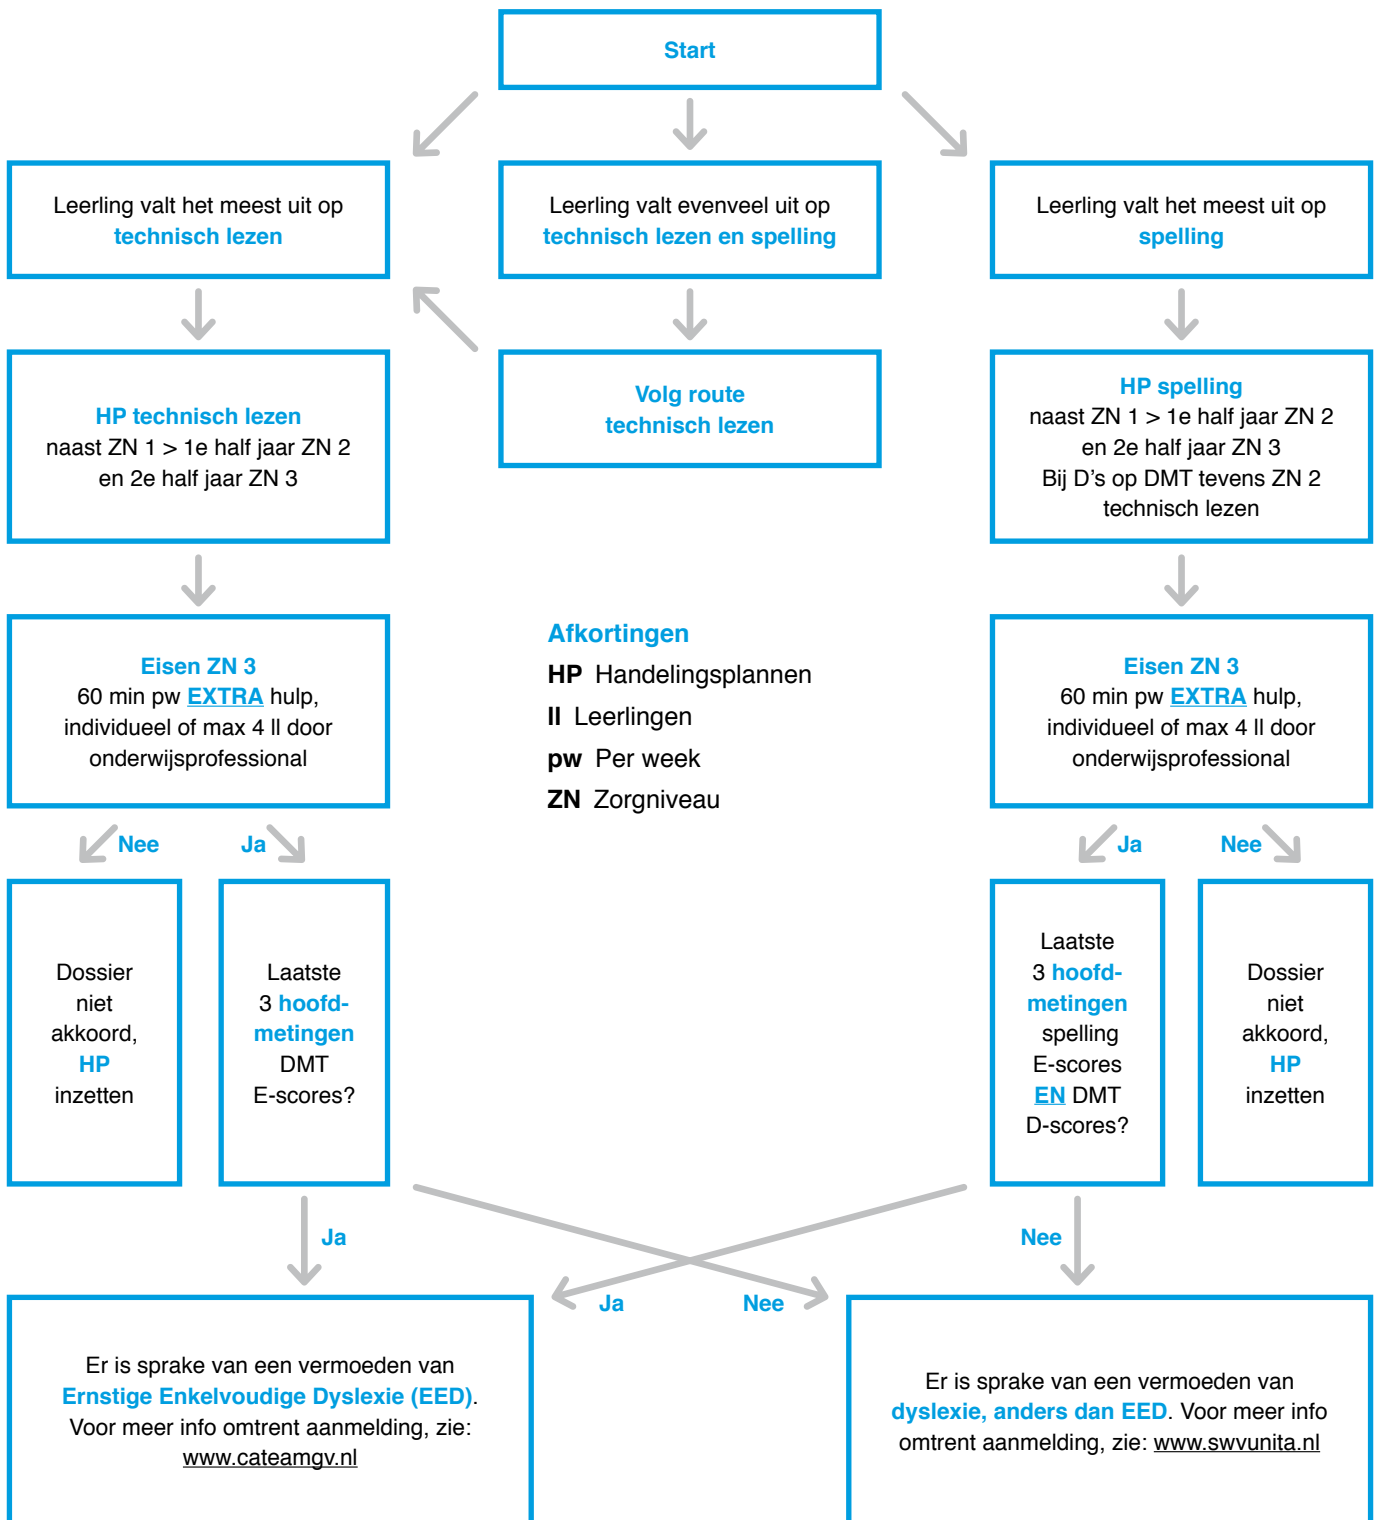 Start
Leerling valt het meest uit op
technisch lezen
Leerling valt evenveel uit op
technisch lezen en spelling
Leerling valt het meest uit op
spelling
HP technisch lezen
naast ZN 1 > 1e half jaar ZN 2
en 2e half jaar ZN 3
Volg route
technisch lezen
HP spelling
naast ZN 1 > 1e half jaar ZN 2
en 2e half jaar ZN 3
Bij D's op DMT tevens ZN 2
technisch lezen
Eisen ZN 3
60 min pw EXTRA hulp,
individueel of max 4 ll door
onderwijsprofessional
Afkortingen
HP Handelingsplannen
ll Leerlingen
pw Per week
ZN Zorgniveau
Eisen ZN 3
60 min pw EXTRA hulp,
individueel of max 4 ll door
onderwijsprofessional
Nee
Ja
Ja
Nee
Dossier
niet
akkoord,
HP
inzetten
Laatste
3 hoofd-
metingen
DMT
E-scores?
Laatste
3 hoofd-
metingen
spelling
E-scores
EN DMT
D-scores?
Dossier
niet
akkoord,
HP
inzetten
Ja
Nee
Ja
Nee
Er is sprake van een vermoeden van
Ernstige Enkelvoudige Dyslexie (EED).
Voor meer info omtrent aanmelding, zie:
www.cateamgv.nl
Er is sprake van een vermoeden van
dyslexie, anders dan EED. Voor meer info
omtrent aanmelding, zie: www.swvunita.nl